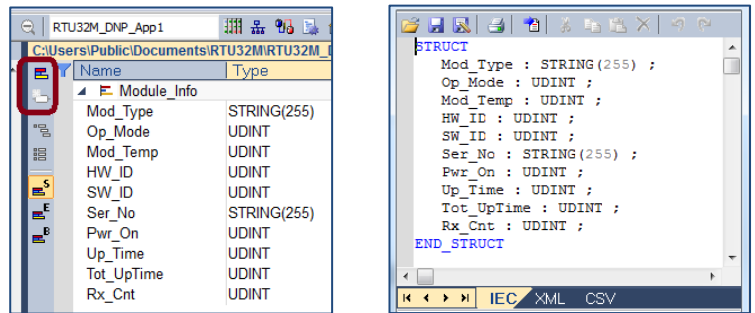 RTU32M_DNP_App1
C:\Users\Public\Documents\RTU32M\RTU32M_
Name Type
Module_Info
Mod_Type STRING(255)
Op_Mode UDINT
Mod_Temp UDINT
HW_ID UDINT
SW_ID UDINT
Ser_No STRING(255)
Pwr_On UDINT
Up_Time UDINT
Tot_UpTime UDINT
Rx_Cnt UDINT
S
E
B
STRUCT
Mod_Type : STRING(255) ;
Op_Mode : UDINT ;
Mod_Temp : UDINT ;
HW_ID : UDINT ;
SW_ID : UDINT ;
Ser_No : STRING(255) ;
Pwr_On : UDINT ;
Up_Time : UDINT ;
Tot_UpTime : UDINT ;
Rx_Cnt : UDINT ;
END_STRUCT
IEC XML CSV